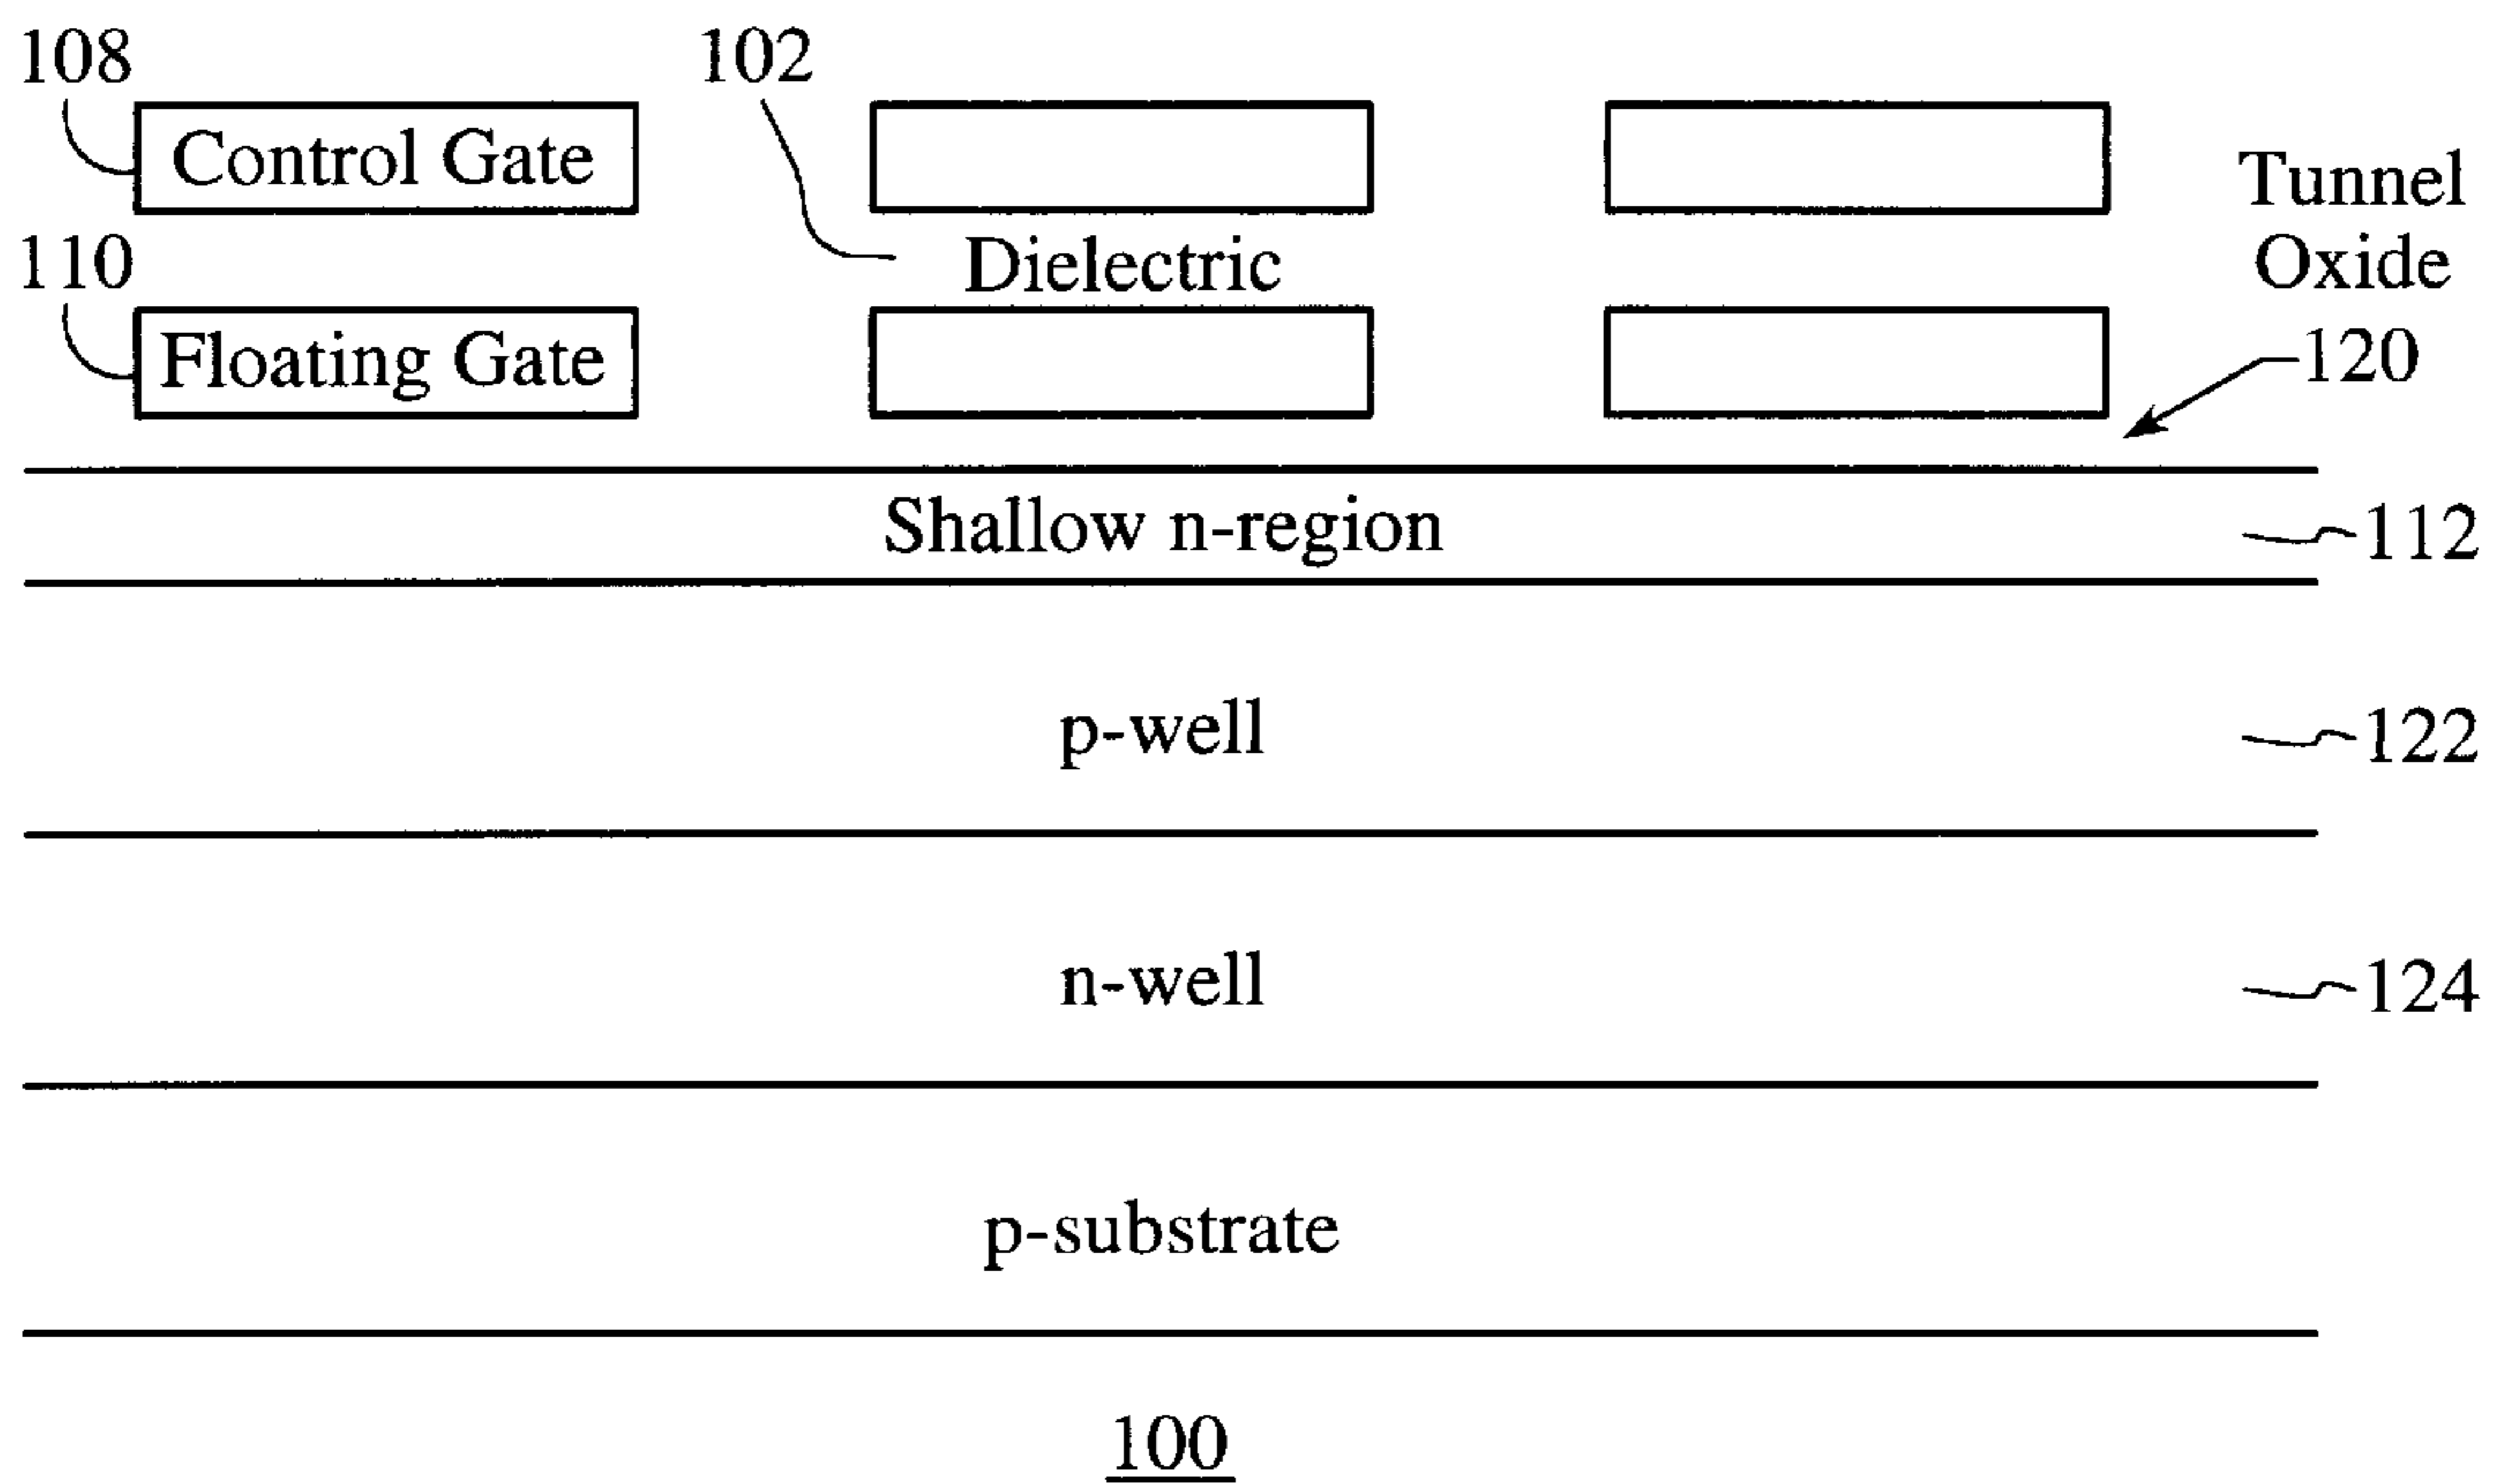 108
102
Control Gate
Tunnel
Oxide
110
Dielectric
Floating Gate
120
Shallow n-region
112
p-well
122
n-well
124
p-substrate
100